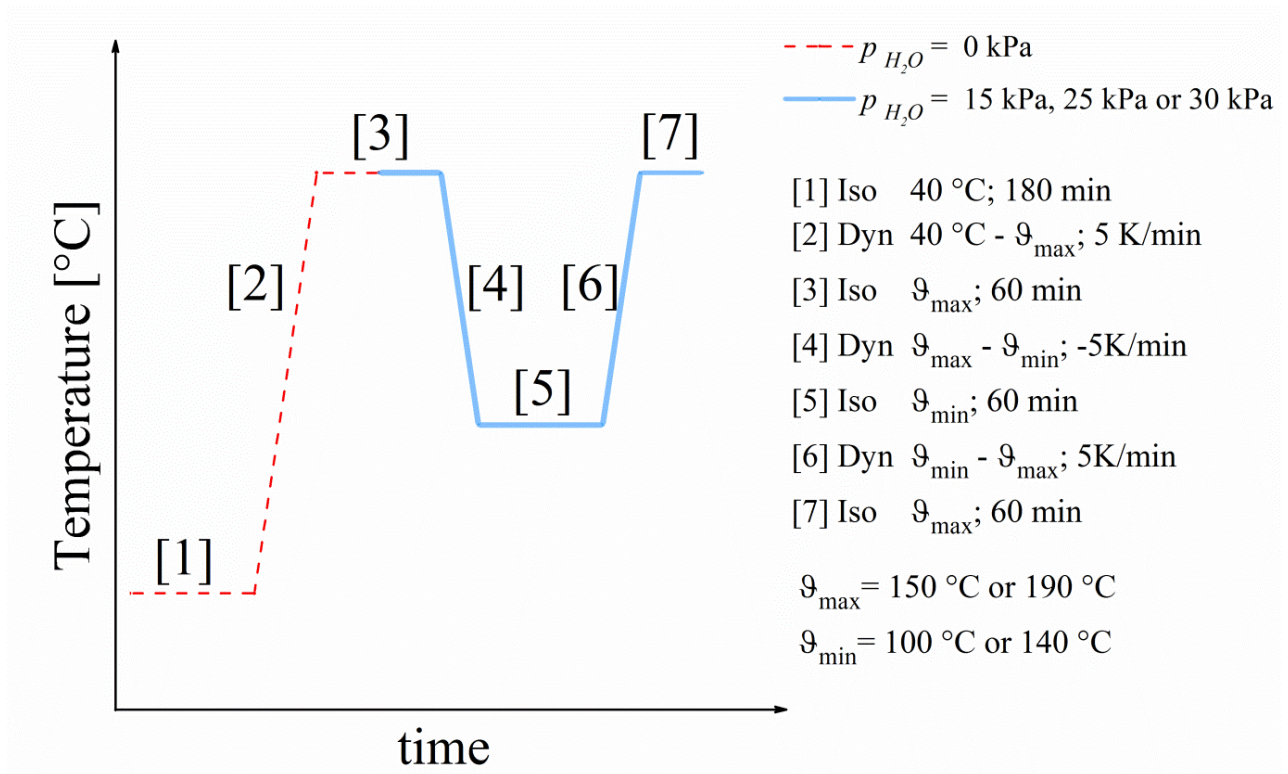 p H₂O = 0 kPa
p H₂O = 15 kPa, 25 kPa or 30 kPa
[3]
[7]
[2]
[4]
[6]
[5]
[1]
Temperature [°C]
time
[1] Iso 40 °C; 180 min
[2] Dyn 40 °C - ϑmax; 5 K/min
[3] Iso ϑmax; 60 min
[4] Dyn ϑmax - ϑmin; -5K/min
[5] Iso ϑmin; 60 min
[6] Dyn ϑmin - ϑmax; 5K/min
[7] Iso ϑmax; 60 min
ϑmax= 150 °C or 190 °C
ϑmin= 100 °C or 140 °C